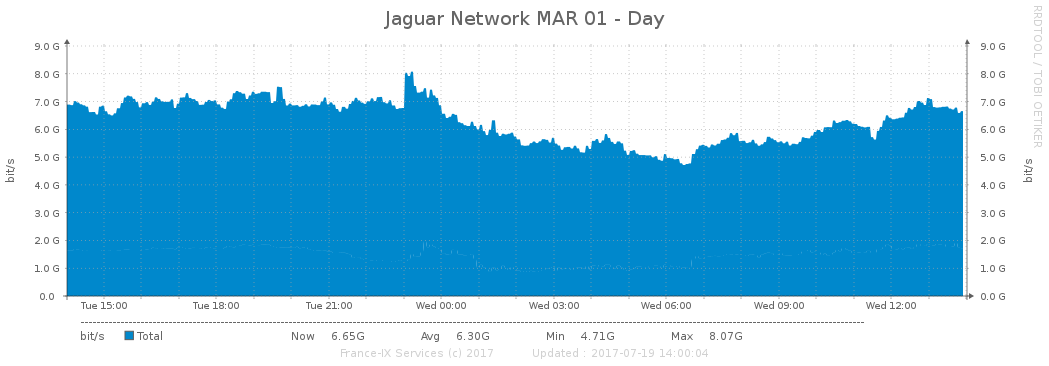 Jaguar Network MAR 01 - Day
RRDTOOL / TOBI OETIKER
9.0 G 9.0 G
8.0 G 8.0 G
7.0 G 7.0 G
6.0 G 6.0 G
5.0 G 5.0 G
4.0 G 4.0 G
3.0 G 3.0 G
2.0 G 2.0 G
1.0 G 1.0 G
0.0 0.0 G
bit/s bit/s
Tue 15:00 Tue 18:00 Tue 21:00 Wed 00:00 Wed 03:00 Wed 06:00 Wed 09:00 Wed 12:00
bit/s Total Now 6.65G Avg 6.30G Min 4.71G Max 8.07G
France-IX Services (c) 2017 Updated : 2017-07-19 14:00:04